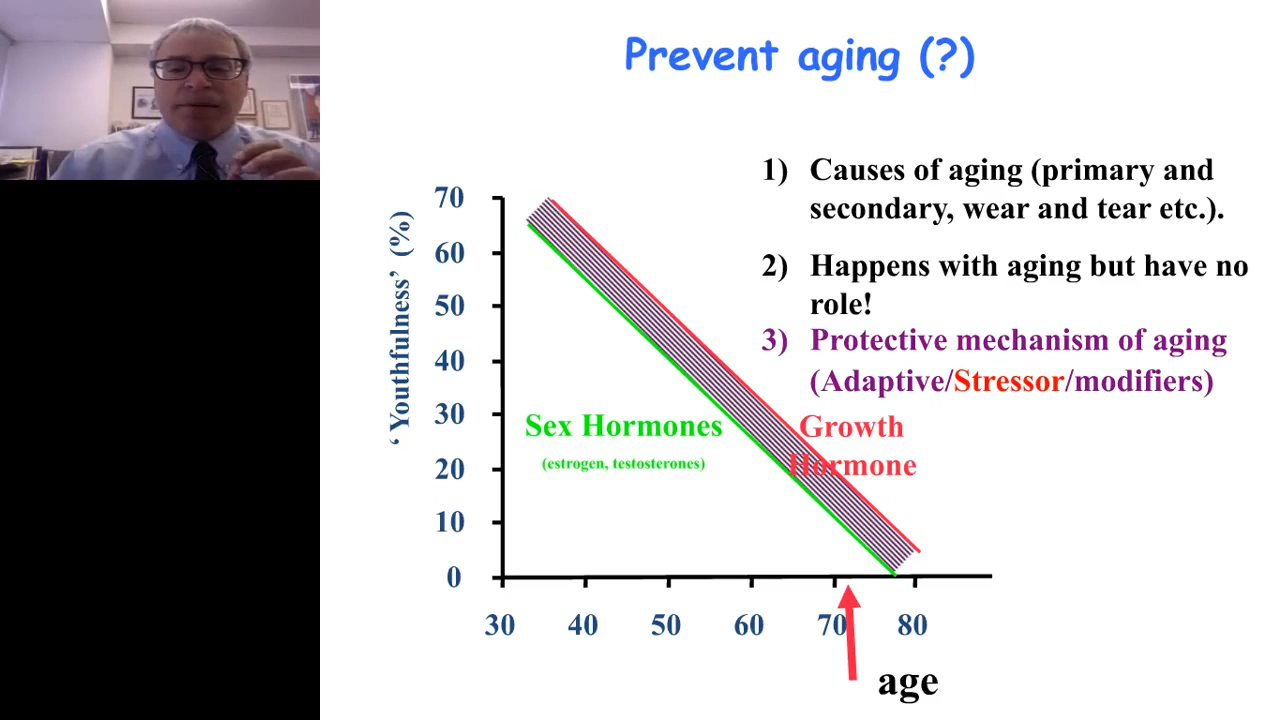 Prevent aging (?)
1) Causes of aging (primary and
secondary, wear and tear etc.).
2) Happens with aging but have no
role!
3) Protective mechanism of aging
(Adaptive/Stressor/modifiers)
‘Youthfulness’ (%)
70
60
50
40
30
20
10
0
Sex Hormones
(estrogen, testosterones)
Growth
Hormone
30 40 50 60 70 80
age